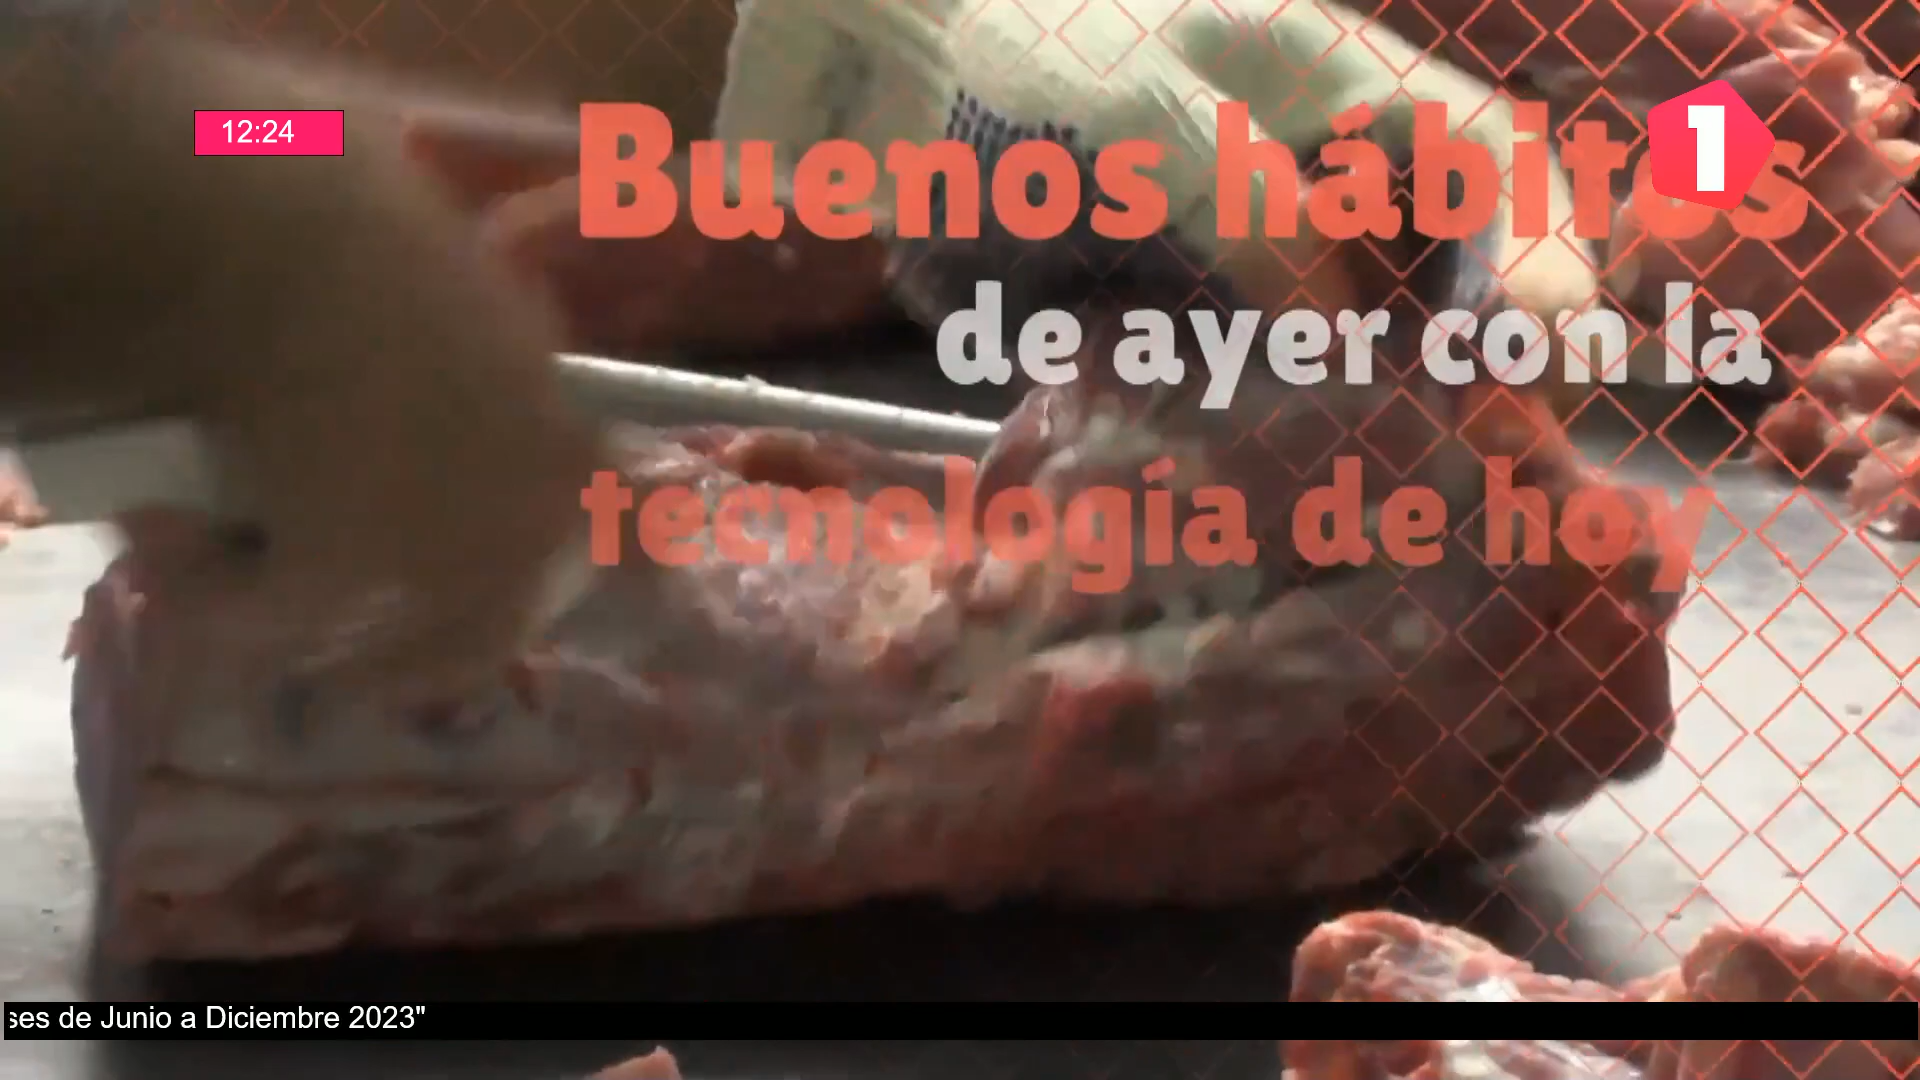 12:24
1
Buenos hábitos
de ayer con la
tecnología de hoy
ses de Junio a Diciembre 2023"